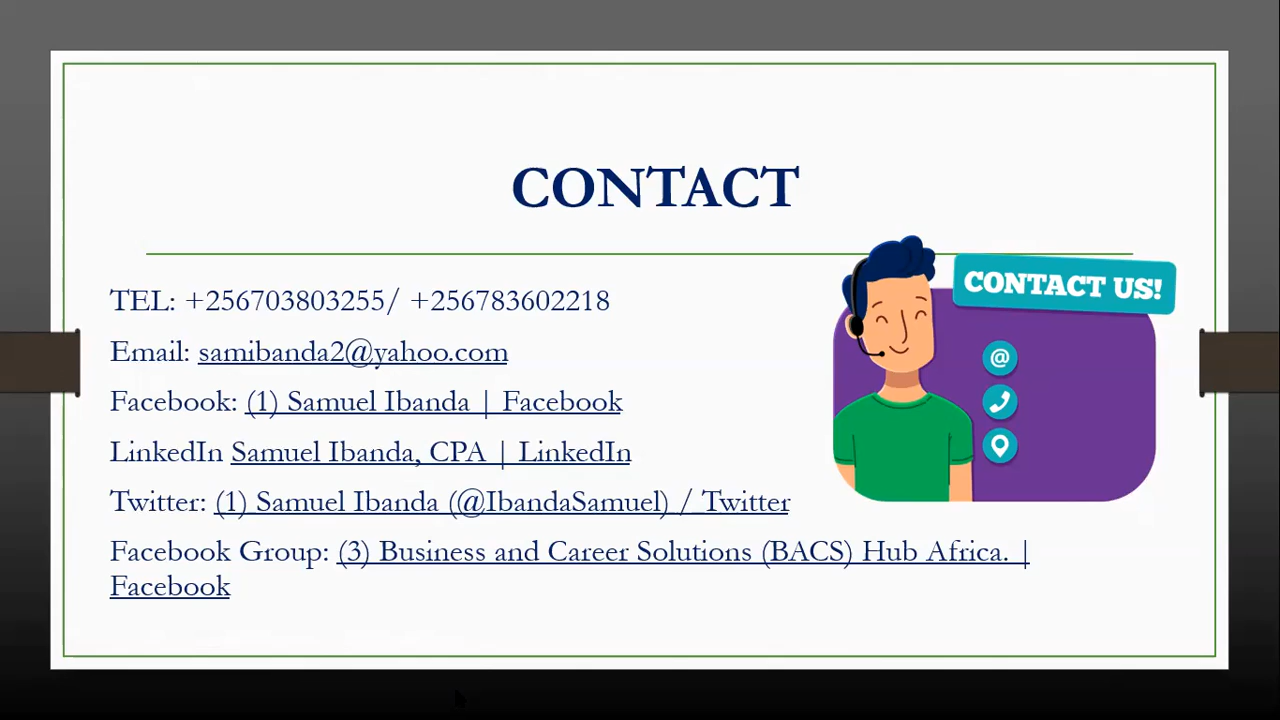 CONTACT
CONTACT US!
TEL: +256703803255/ +256783602218
Email: samibanda2@yahoo.com
Facebook: (1) Samuel Ibanda | Facebook
LinkedIn Samuel Ibanda, CPA | LinkedIn
Twitter: (1) Samuel Ibanda (@IbandaSamuel) / Twitter
Facebook Group: (3) Business and Career Solutions (BACS) Hub Africa. |
Facebook